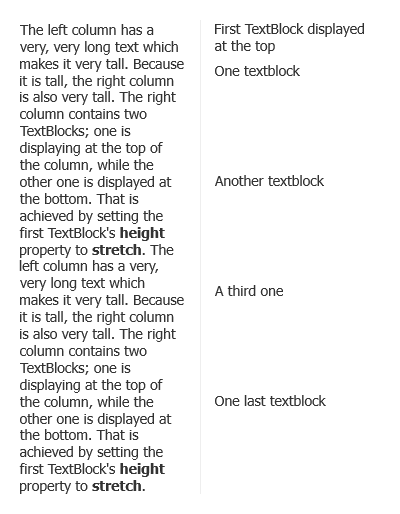 The left column has a
very, very long text which
makes it very tall. Because
it is tall, the right column
is also very tall. The right
column contains two
TextBlocks; one is
displaying at the top of
the column, while the
other one is displayed at
the bottom. That is
achieved by setting the
first TextBlock's height
property to stretch. The
left column has a very,
very long text which
makes it very tall. Because
it is tall, the right column
is also very tall. The right
column contains two
TextBlocks; one is
displaying at the top of
the column, while the
other one is displayed at
the bottom. That is
achieved by setting the
first TextBlock's height
property to stretch.
First TextBlock displayed
at the top
One textblock
Another textblock
A third one
One last textblock